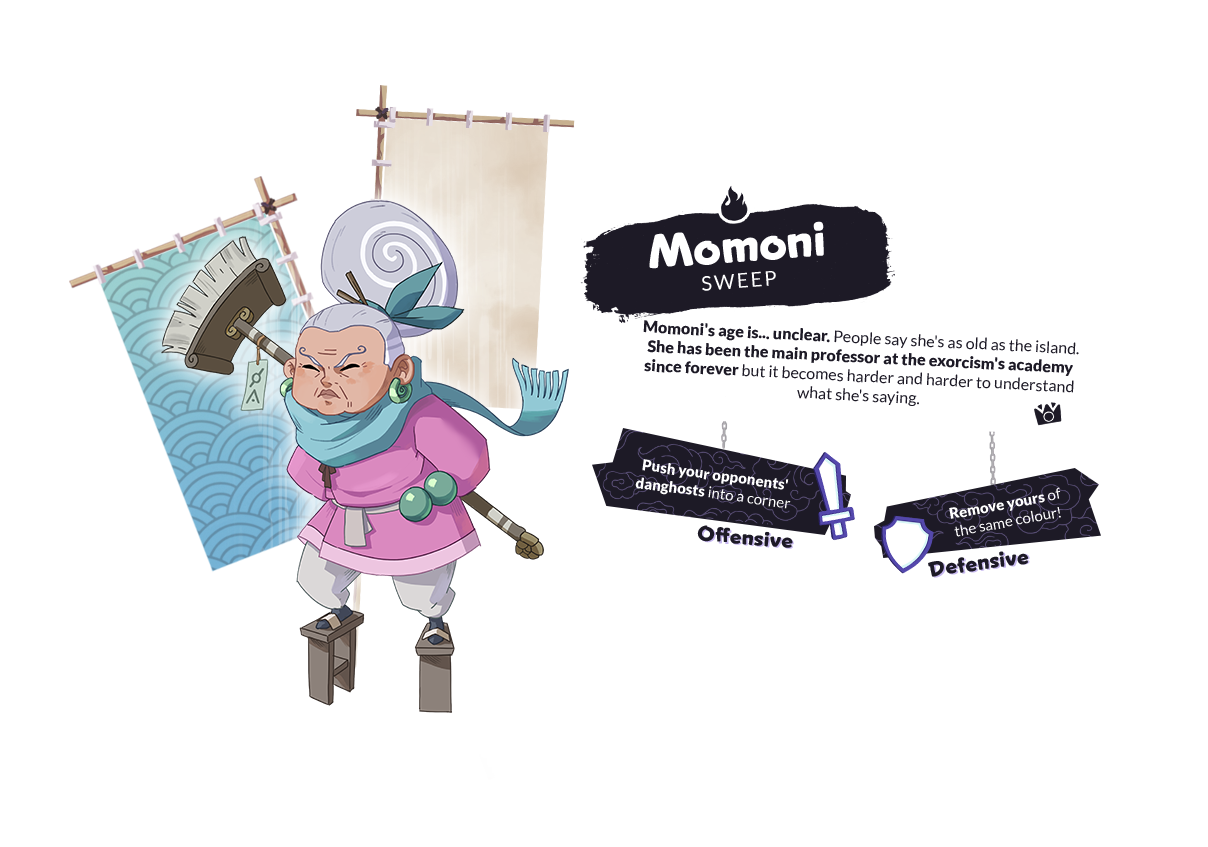 Momoni
SWEEP
Momoni's age is... unclear. People say she's as old as the island.
She has been the main professor at the exorcism's academy
since forever but it becomes harder and harder to understand
what she's saying.
Push your opponents'
danghosts into a corner
Offensive
Remove yours of
the same colour!
Defensive